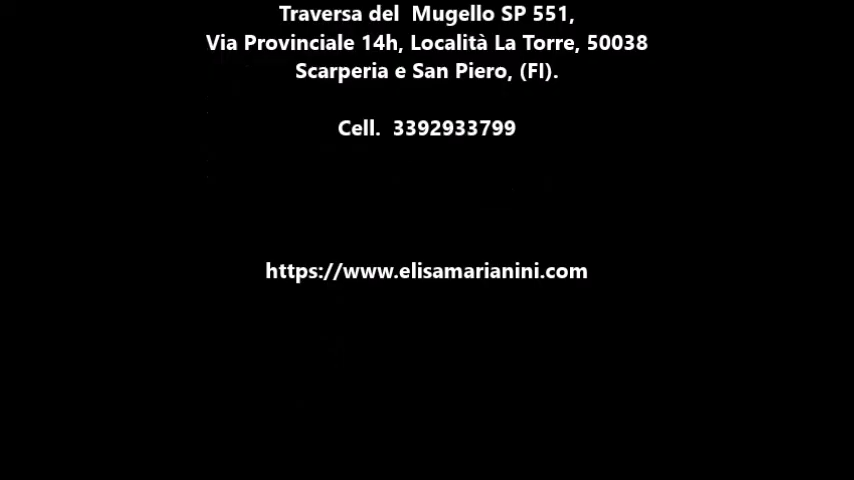 Traversa del  Mugello SP 551,
Via Provinciale 14h, Località La Torre, 50038
Scarperia e San Piero, (FI).
Cell.  3392933799
https://www.elisamarianini.com